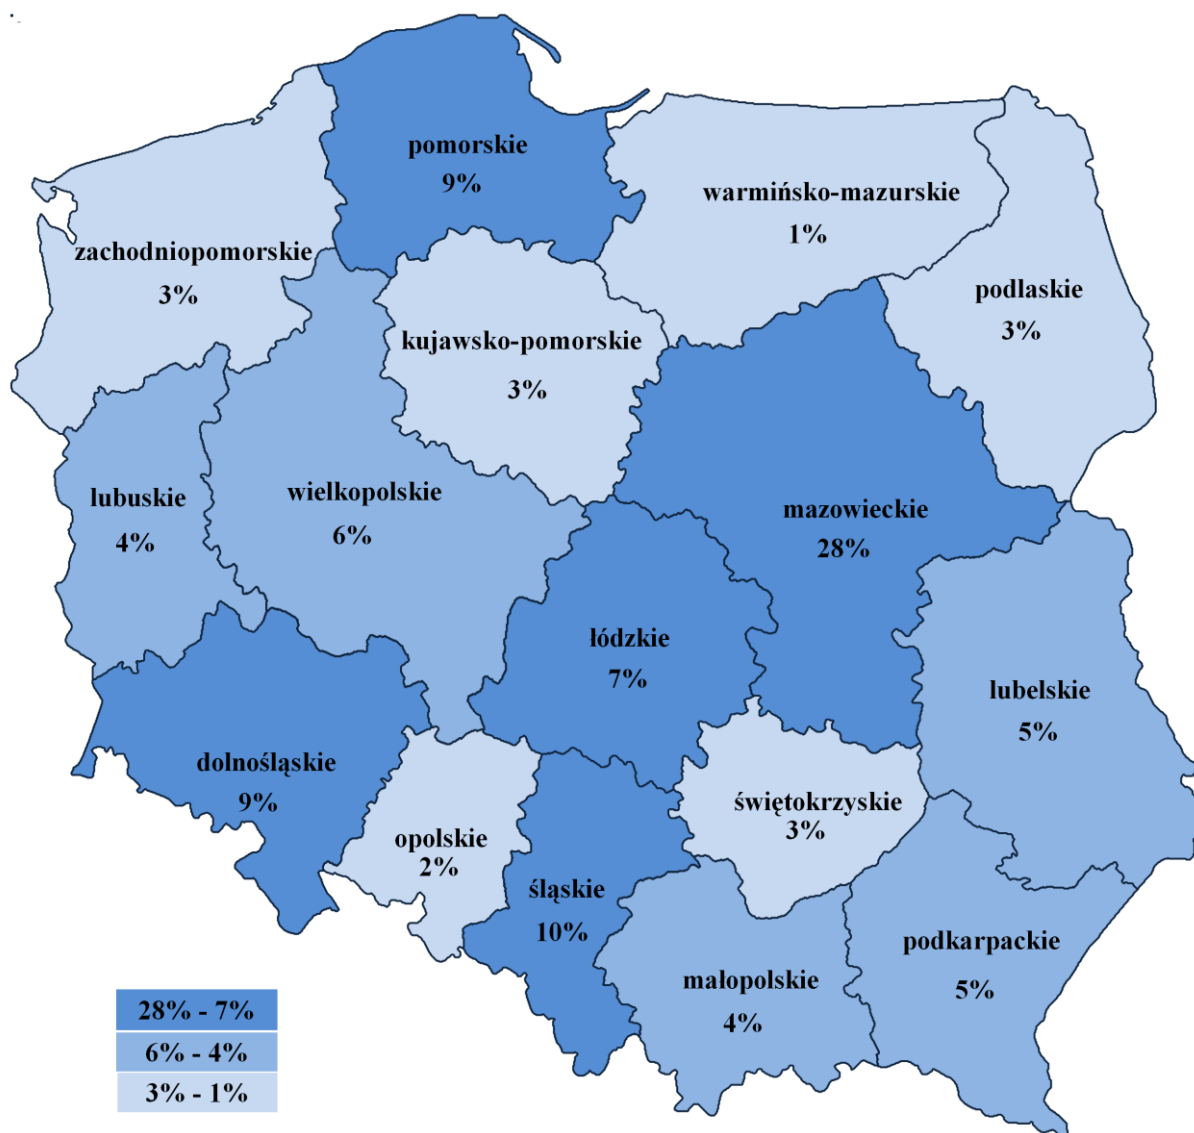 pomorskie
9%
warmińsko-mazurskie
1%
zachodniopomorskie
3%
podlaskie
3%
kujawsko-pomorskie
3%
lubuskie
4%
wielkopolskie
6%
mazowieckie
28%
łódzkie
7%
lubelskie
5%
dolnośląskie
9%
świętokrzyskie
3%
opolskie
2%
śląskie
10%
podkarpackie
5%
małopolskie
4%
28% - 7%
6% - 4%
3% - 1%